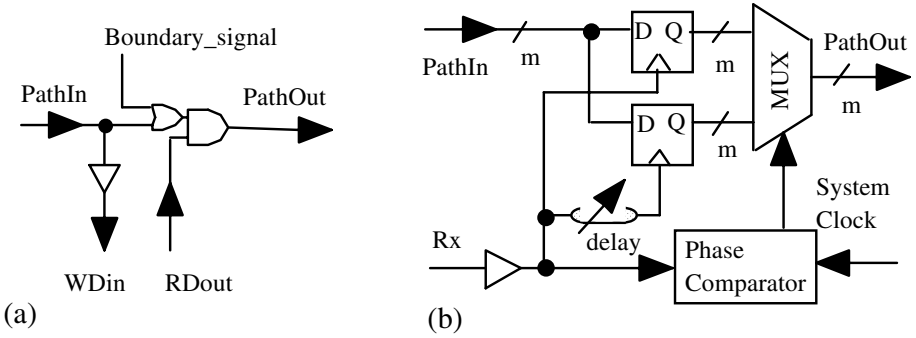 Boundary_signal
PathIn
PathOut
WDin
RDout
(a)
PathIn
m
D Q
m
D Q
m
MUX
PathOut
m
delay
Rx
Phase
Comparator
System
Clock
(b)